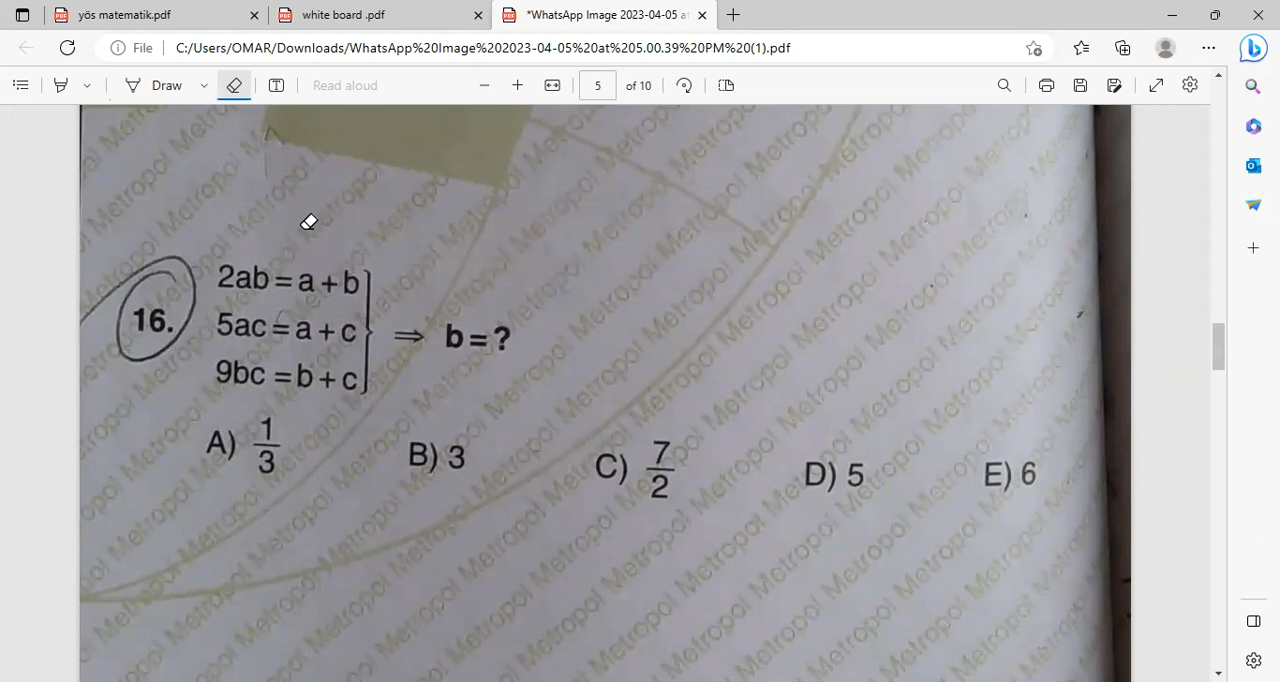 yös matematik.pdf
white board .pdf
*WhatsApp Image 2023-04-05 at
File
C:/Users/OMAR/Downloads/WhatsApp%20Image%202023-04-05%20at%205.00.39%20PM%20(1).pdf
Draw
Read aloud
5
of 10
16.
2ab = a + b
5ac = a + c
9bc = b + c
⇒ b = ?
A) 1/3
B) 3
C) 7/2
D) 5
E) 6
Metropol